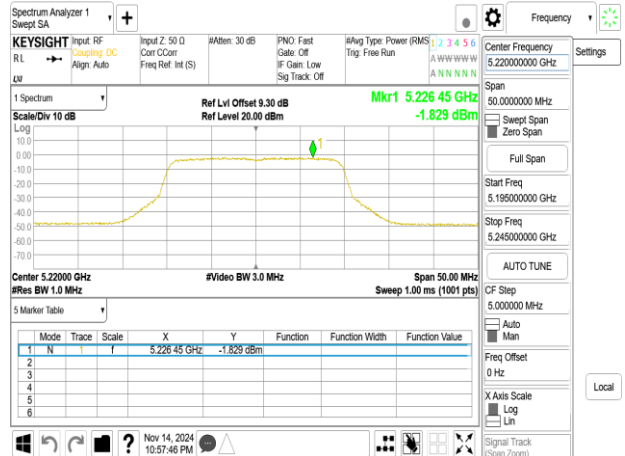 Spectrum Analyzer 1
Swept SA
Frequency
KEYSIGHT
RL
Input: RF
Coupling: DC
Align: Auto
Input Z: 50 Ω
Corr CCorr
Freq Ref: Int (S)
#Atten: 30 dB
PNO: Fast
Gate: Off
IF Gain: Low
Sig Track: Off
#Avg Type: Power (RMS
Trig: Free Run
1 2 3 4 5 6
A W W W W W
A N N N N N
Settings
Center Frequency
5.220000000 GHz
Span
50.0000000 MHz
Swept Span
Zero Span
Full Span
Start Freq
5.195000000 GHz
Stop Freq
5.245000000 GHz
AUTO TUNE
CF Step
5.000000 MHz
Auto
Man
Freq Offset
0 Hz
X Axis Scale
Log
Lin
Signal Track
(Span Zoom)
Local
1 Spectrum
Scale/Div 10 dB
Ref Lvl Offset 9.30 dB
Ref Level 20.00 dBm
Mkr1 5.226 45 GHz
-1.829 dBm
Log
10.0
0.00
-10.0
-20.0
-30.0
-40.0
-50.0
-60.0
-70.0
1
Center 5.22000 GHz
#Video BW 3.0 MHz
Span 50.00 MHz
#Res BW 1.0 MHz
Sweep 1.00 ms (1001 pts)
5 Marker Table
Mode Trace Scale X Y Function Function Width Function Value
1 N 1 f 5.226 45 GHz -1.829 dBm
2
3
4
5
6
?
Nov 14, 2024
10:57:46 PM